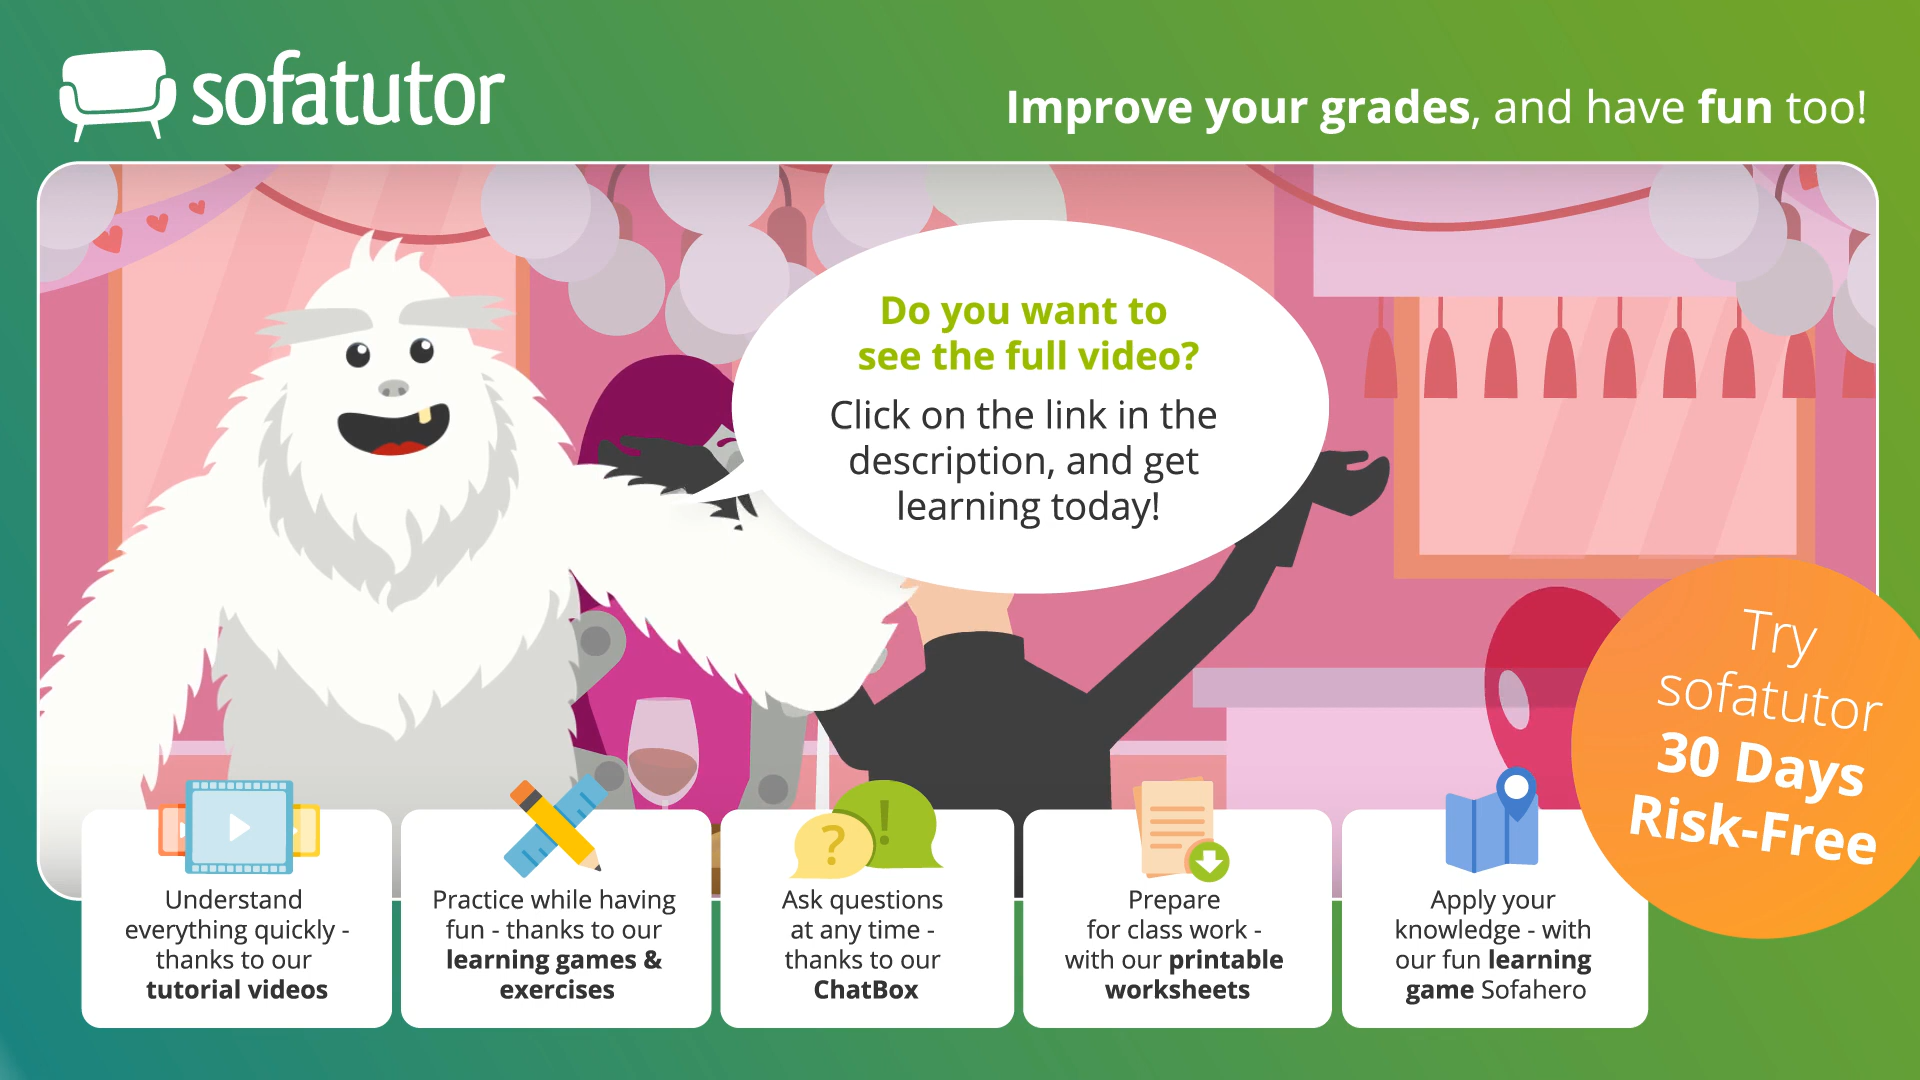 sofatutor
Improve your grades, and have fun too!
Do you want to
see the full video?
Click on the link in the
description, and get
learning today!
Try
sofatutor
30 Days
Risk-Free
?
!
Understand
everything quickly -
thanks to our
tutorial videos
Practice while having
fun - thanks to our
learning games &
exercises
Ask questions
at any time -
thanks to our
ChatBox
Prepare
for class work -
with our printable
worksheets
Apply your
knowledge - with
our fun learning
game Sofahero